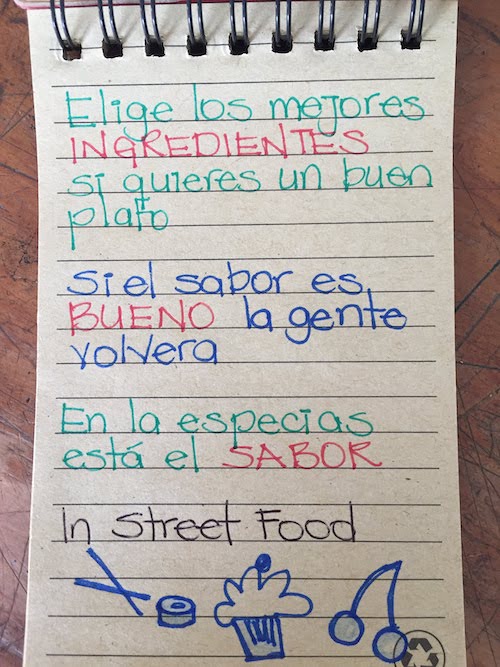 Elige los mejores
INGREDIENTES
si quieres un buen
plato
Si el sabor es
BUENO la gente
volvera
En la especias
está el SABOR
In Street Food